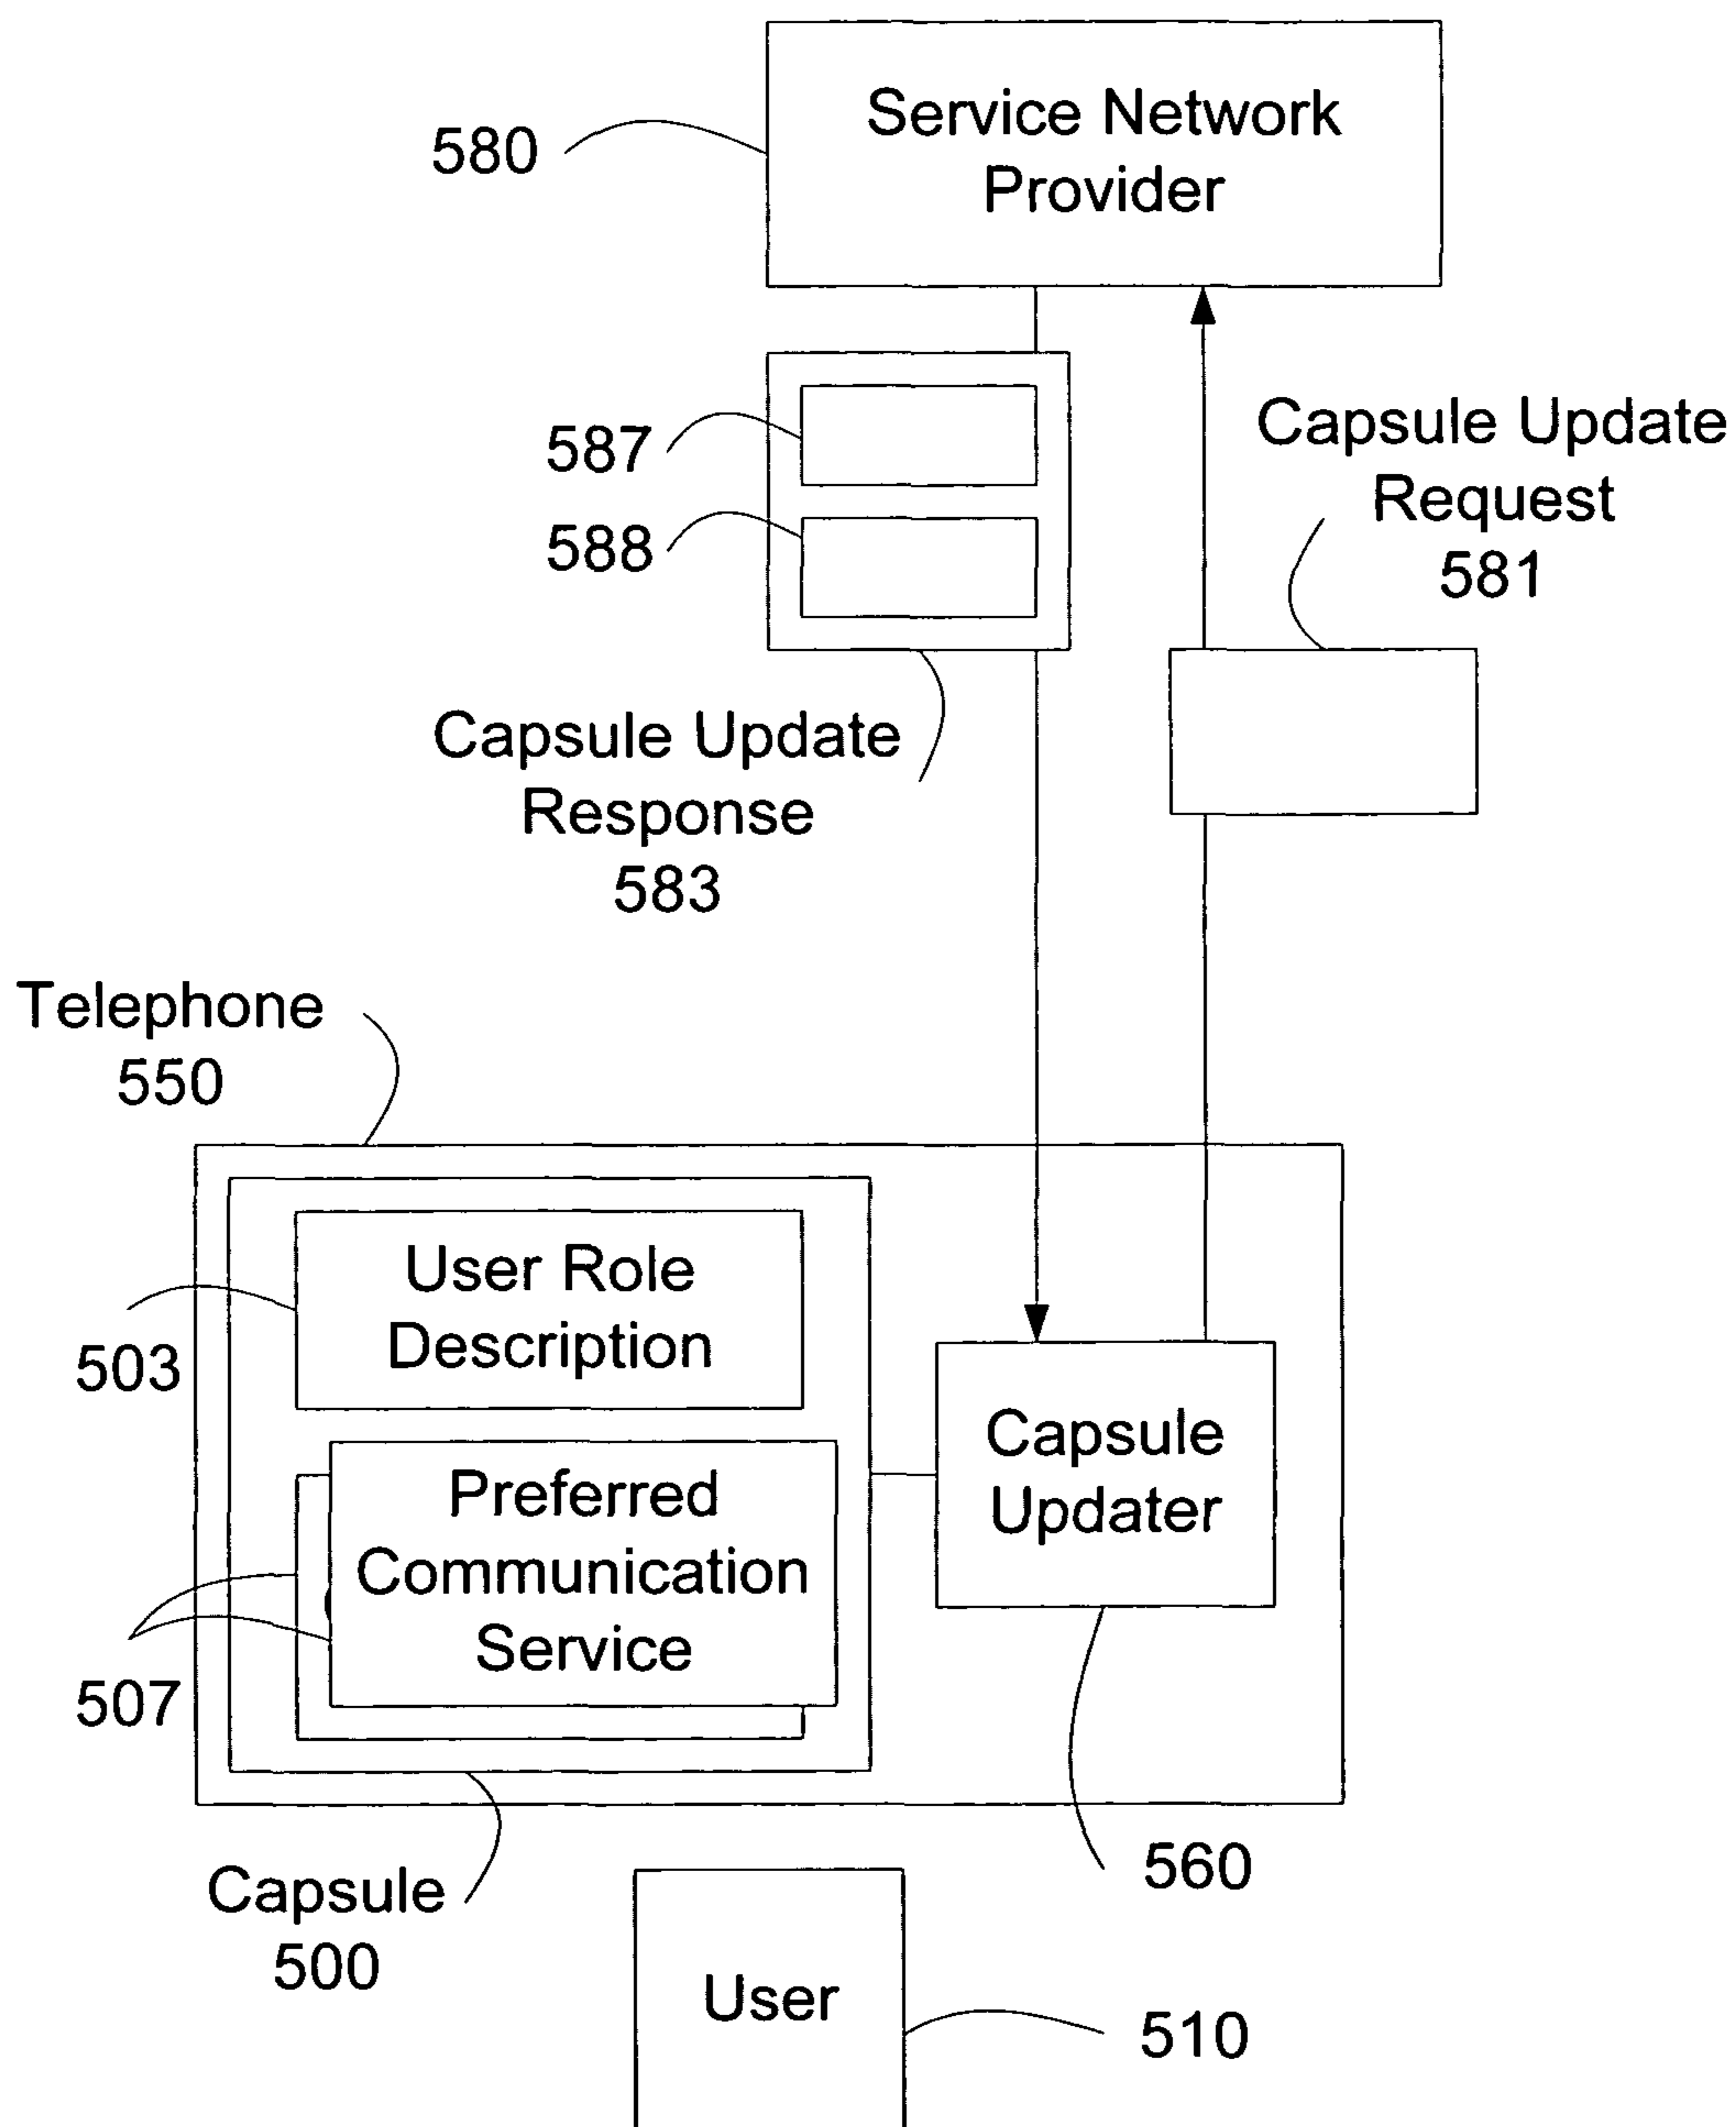 Service Network
Provider
580
587
588
Capsule Update
Request
581
Capsule Update
Response
583
Telephone
550
User Role
Description
503
Capsule
Updater
Preferred
Communication
Service
507
560
Capsule
500
User
510